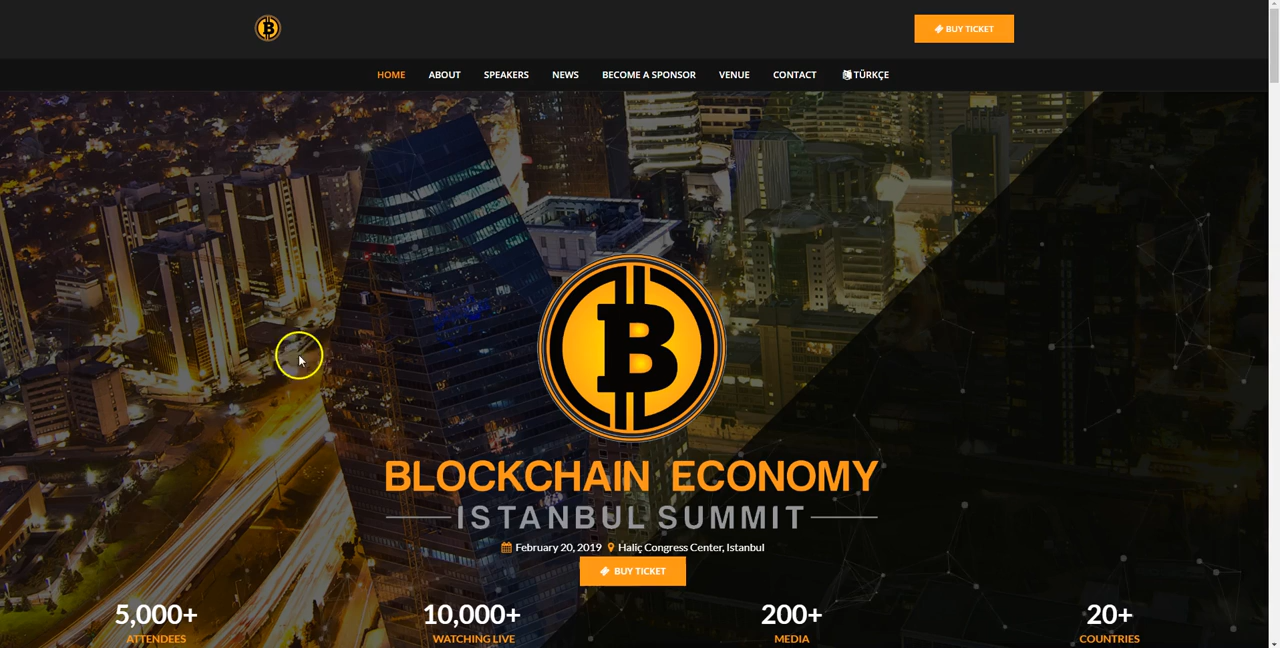 BUY TICKET
HOME ABOUT SPEAKERS NEWS BECOME A SPONSOR VENUE CONTACT TÜRKÇE
BLOCKCHAIN ECONOMY
ISTANBUL SUMMIT
February 20, 2019 Haliç Congress Center, Istanbul
BUY TICKET
5,000+ 10,000+ 200+ 20+
ATTENDEES WATCHING LIVE MEDIA COUNTRIES